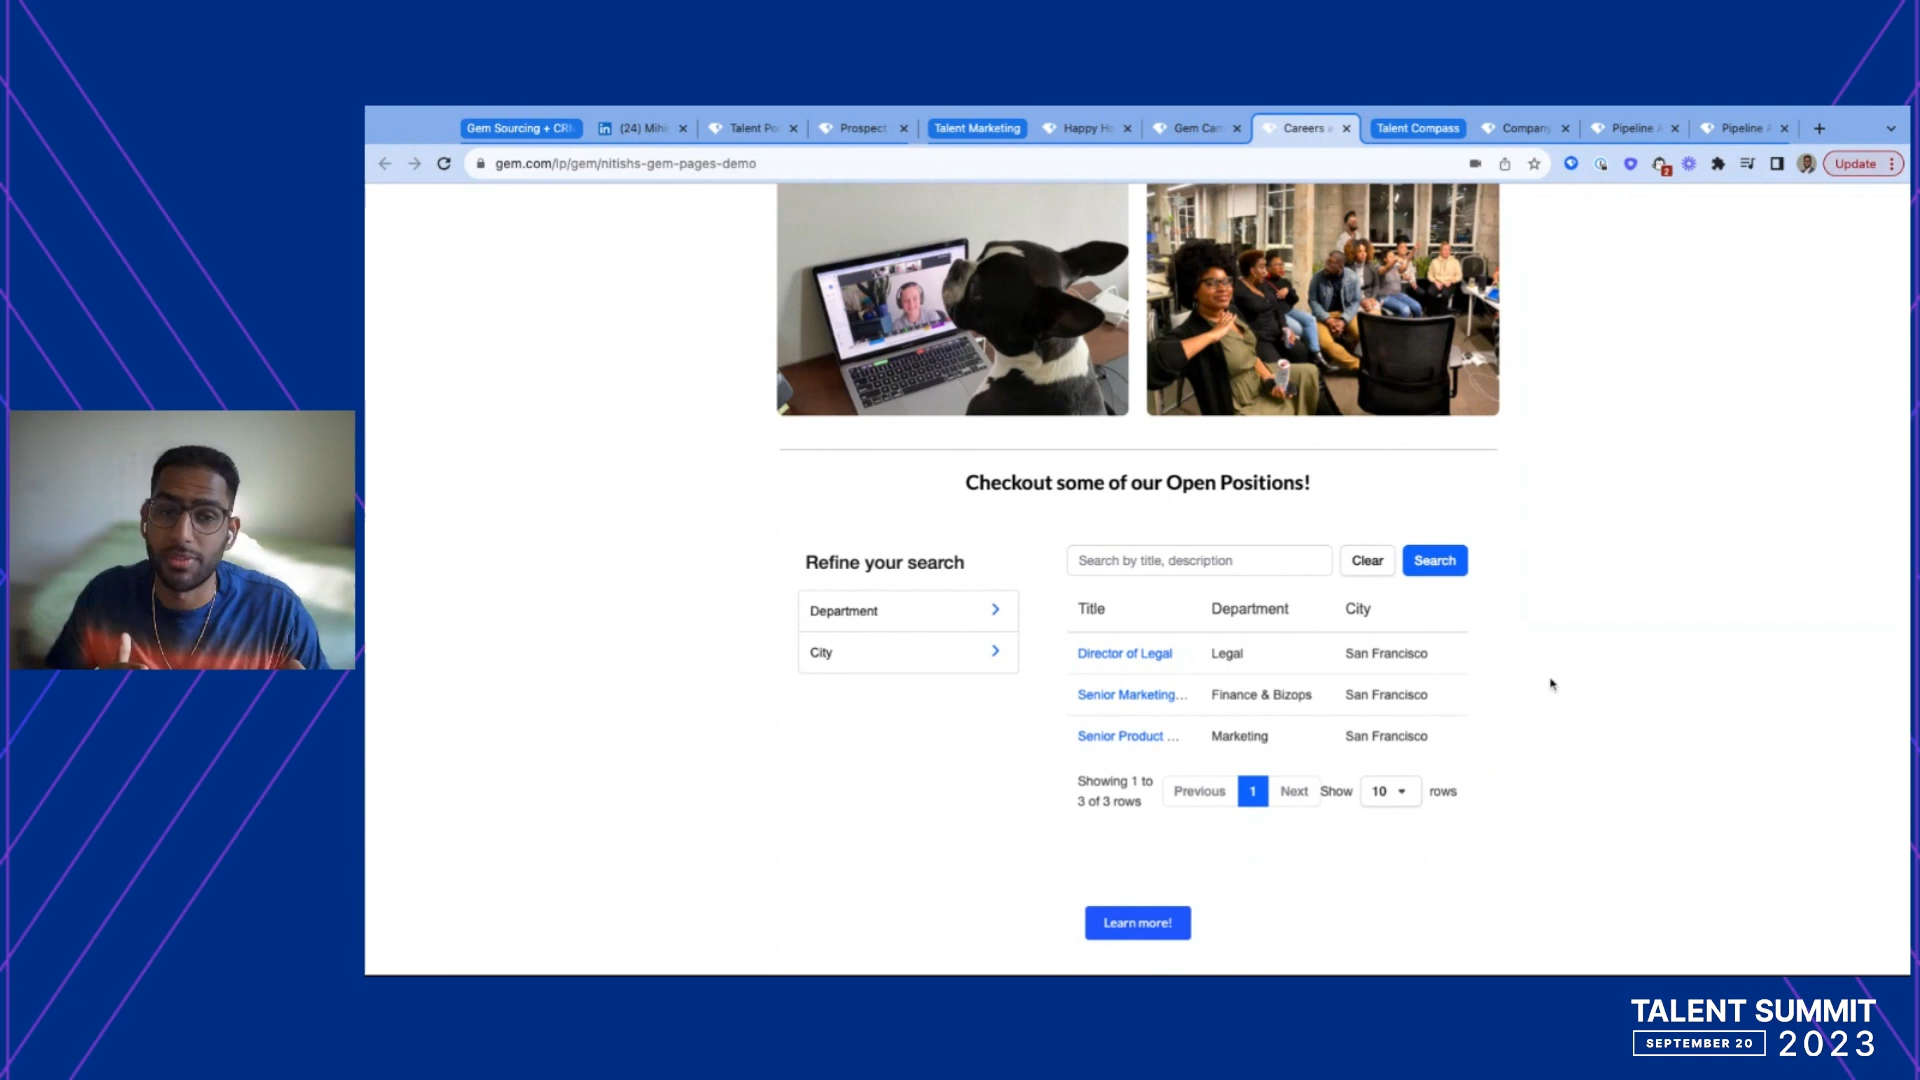 Gem Sourcing + CR
(24) Mihi
Talent Po
Prospect
Talent Marketing
Happy H
Gem Cam
Careers
Talent Compass
Company
Pipeline
Pipeline
gem.com/lp/gem/nitishs-gem-pages-demo
2
Update
Checkout some of our Open Positions!
Refine your search
Department
City
Search by title, description
Clear
Search
Title Department City
Director of Legal Legal San Francisco
Senior Marketing... Finance & Bizops San Francisco
Senior Product ... Marketing San Francisco
Showing 1 to
3 of 3 rows
Previous 1 Next Show 10 rows
Learn more!
TALENT SUMMIT
SEPTEMBER 20 2023